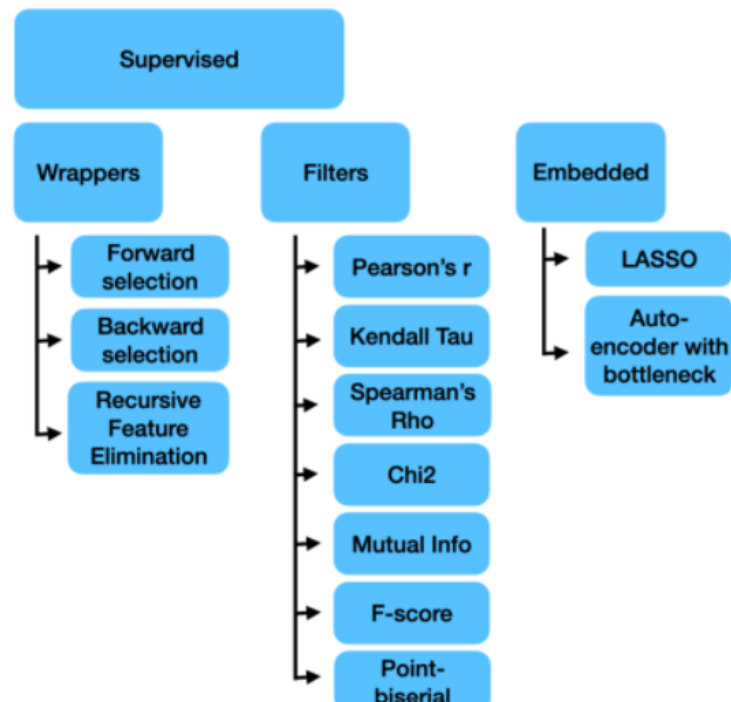 Supervised
Wrappers
Forward
selection
Backward
selection
Recursive
Feature
Elimination
Filters
Pearson's r
Kendall Tau
Spearman's
Rho
Chi2
Mutual Info
F-score
Point-
biserial
Embedded
LASSO
Auto-
encoder with
bottleneck